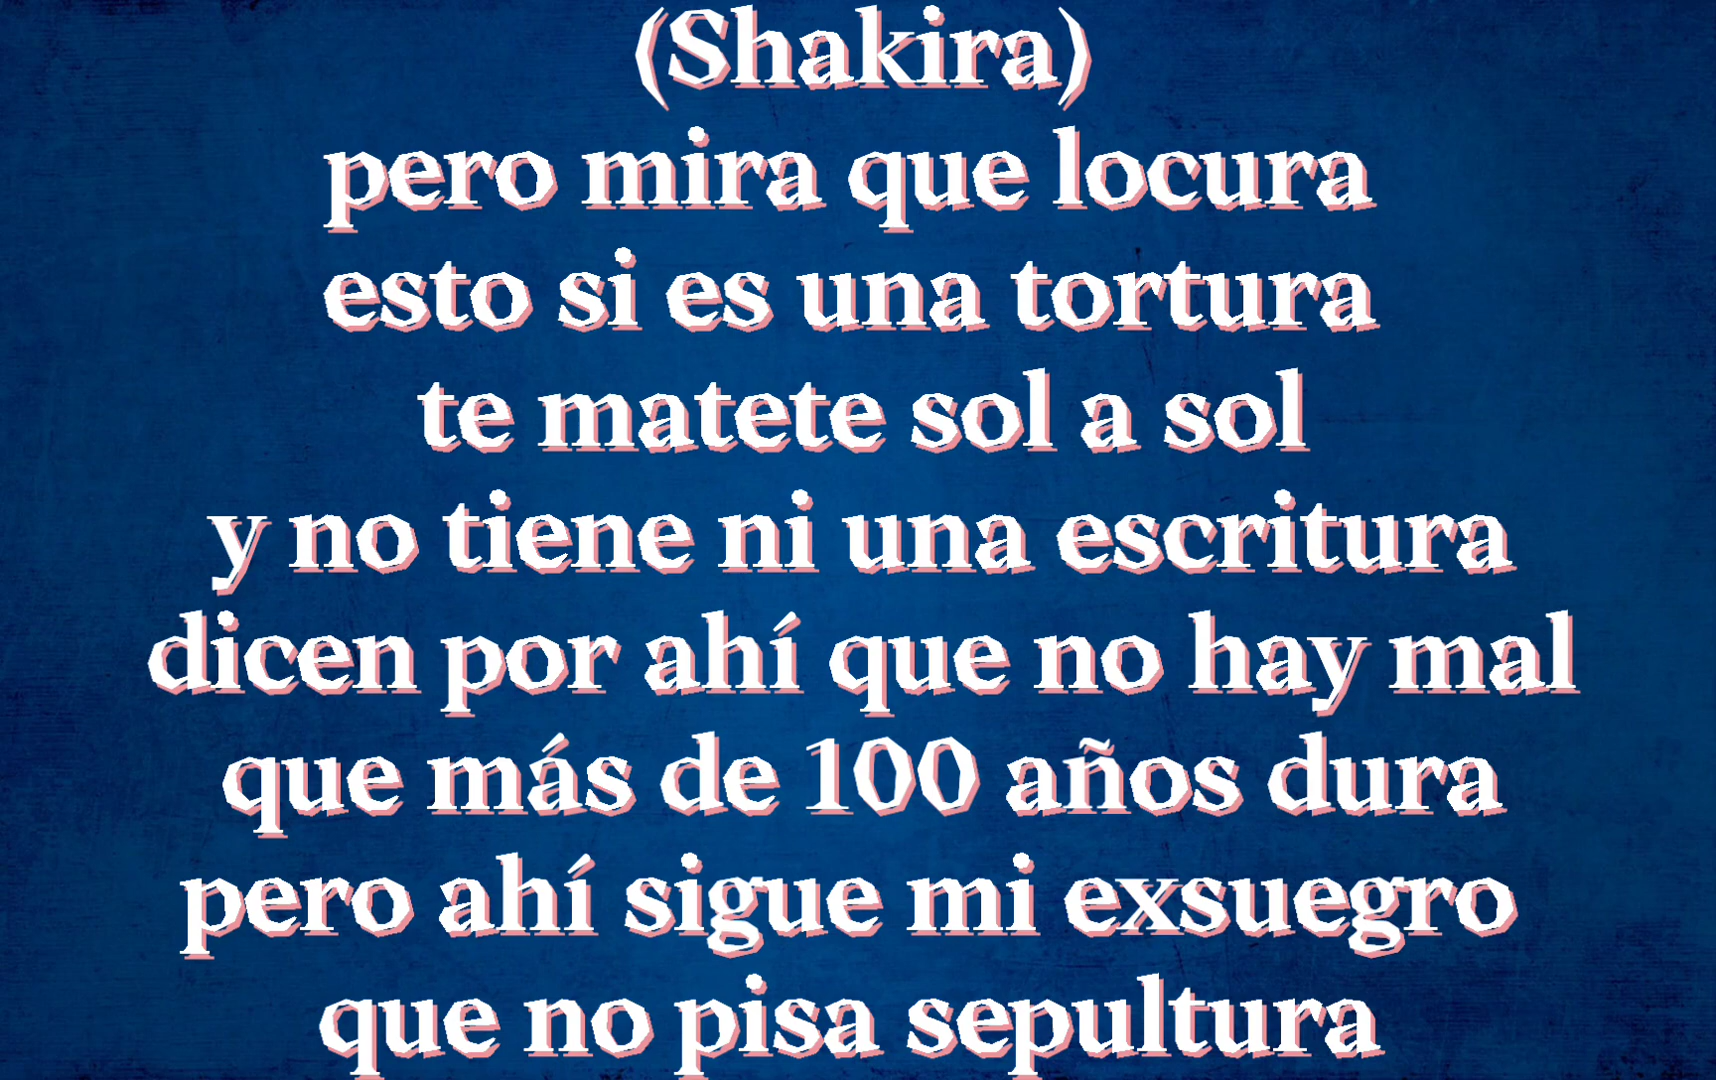 (Shakira)
pero mira que locura
esto si es una tortura
te matete sol a sol
y no tiene ni una escritura
dicen por ahí que no hay mal
que más de 100 años dura
pero ahí sigue mi exsuegro
que no pisa sepultura